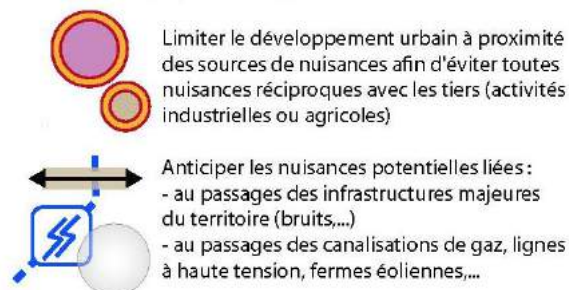 Limiter le développement urbain à proximité
des sources de nuisances afin d'éviter toutes
nuisances réciproques avec les tiers (activités
industrielles ou agricoles)
Anticiper les nuisances potentielles liées :
- au passages des infrastructures majeures
du territoire (bruits,...)
- au passages des canalisations de gaz, lignes
à haute tension, fermes éoliennes,...